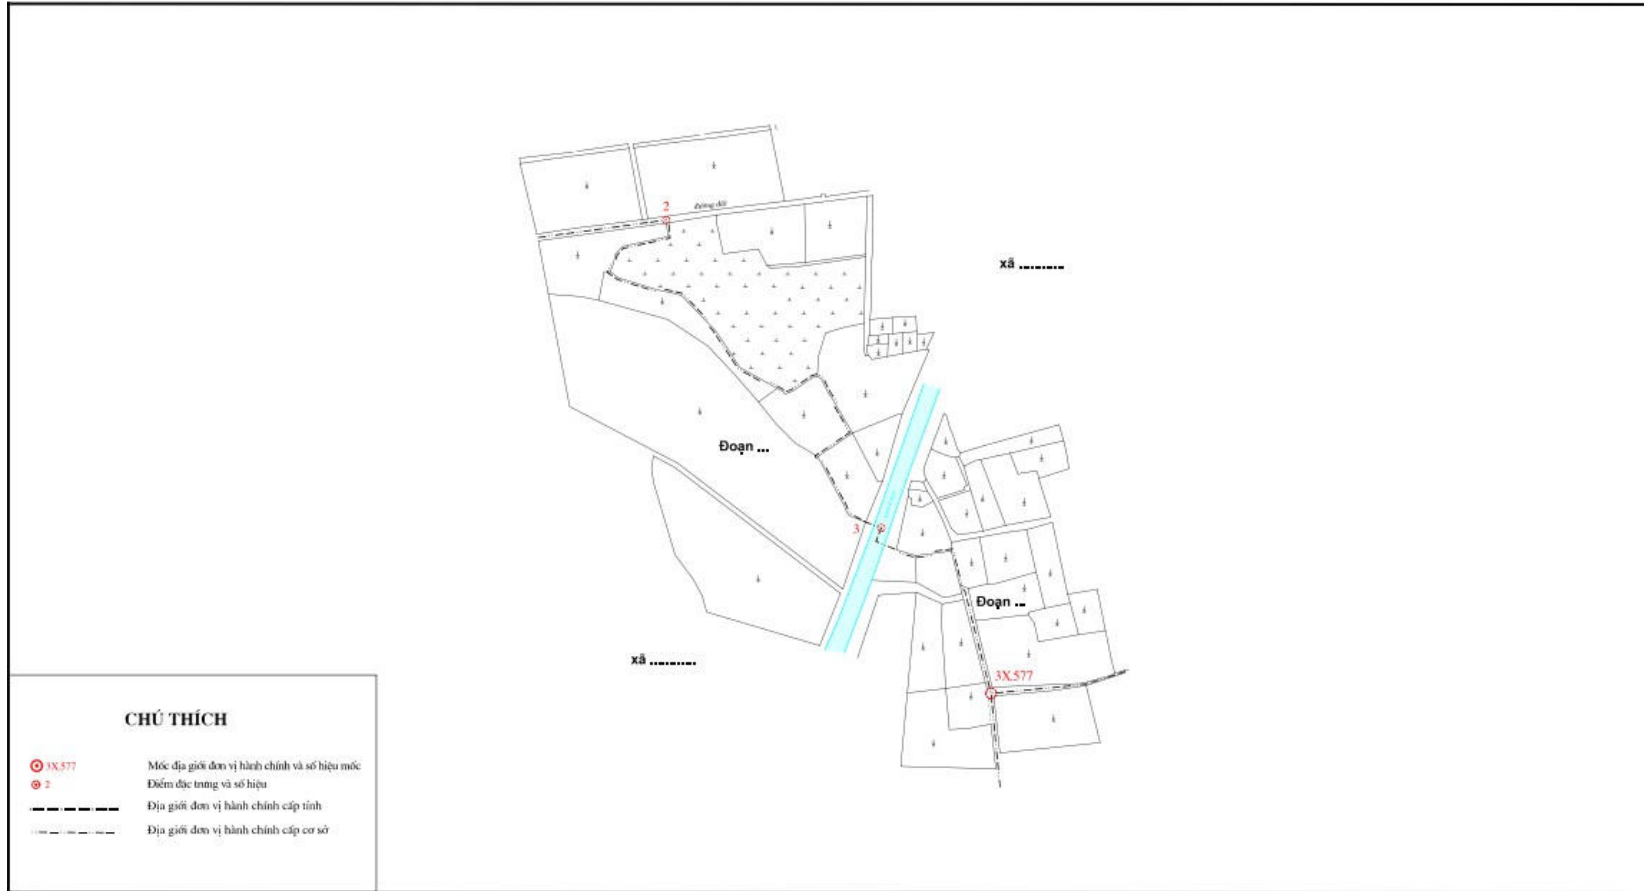 2
đường đất
xã ............
Đoạn ...
3
Đoạn ...
xã ............
3X.577
CHÚ THÍCH
3X.577 Mốc địa giới đơn vị hành chính và số hiệu mốc
2 Điểm đặc trưng và số hiệu
Địa giới đơn vị hành chính cấp tỉnh
Địa giới đơn vị hành chính cấp cơ sở